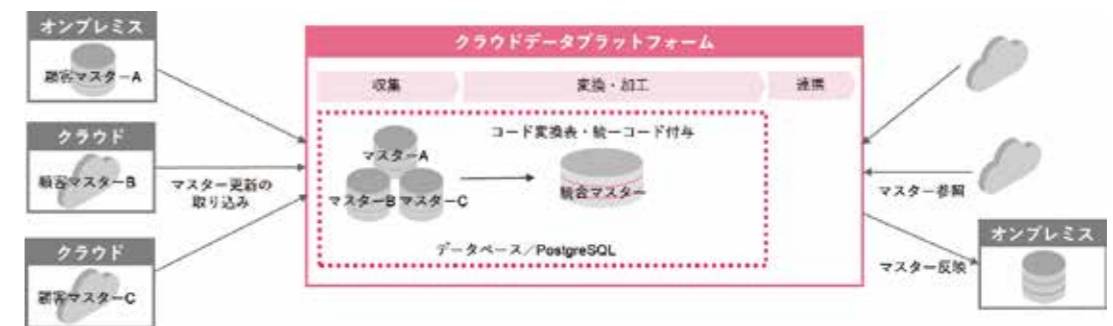 オンプレミス
顧客マスターA
クラウド
顧客マスターB
クラウド
顧客マスターC
マスター更新の
取り込み
クラウドデータプラットフォーム
収集
変換・加工
連携
コード変換表・統一コード付与
マスターA
マスターB
マスターC
統合マスター
データベース／PostgreSQL
マスター参照
マスター反映
オンプレミス